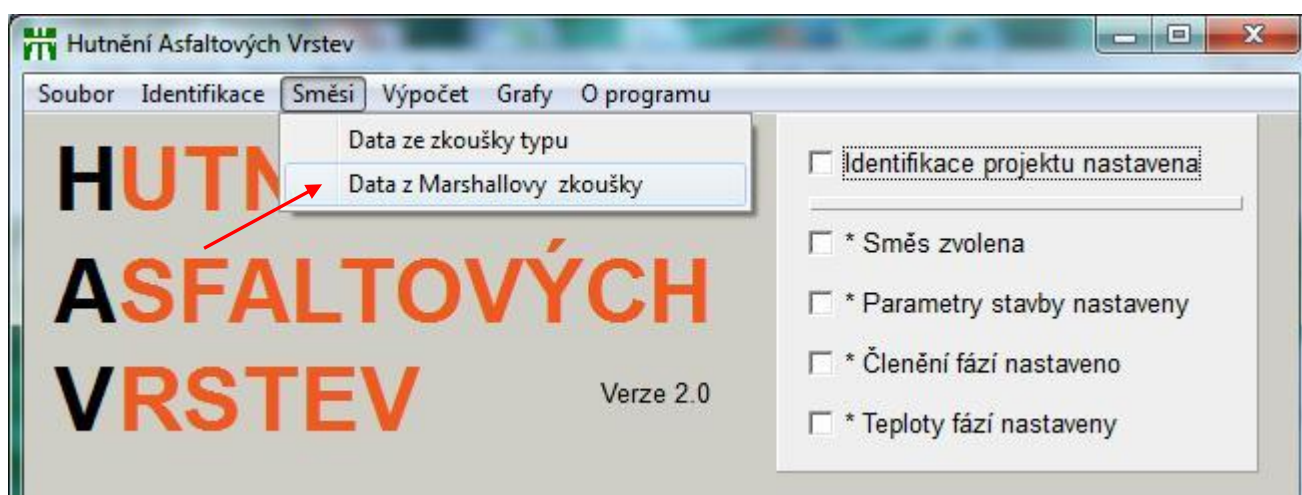 Hutnění Asfaltových Vrstev
Soubor Identifikace Směsi Výpočet Grafy O programu
Data ze zkoušky typu
Data z Marshallovy zkoušky
HUTN
ASFALTOVÝCH
VRSTEV
Verze 2.0
Identifikace projektu nastavena
* Směs zvolena
* Parametry stavby nastaveny
* Členění fází nastaveno
* Teploty fází nastaveny